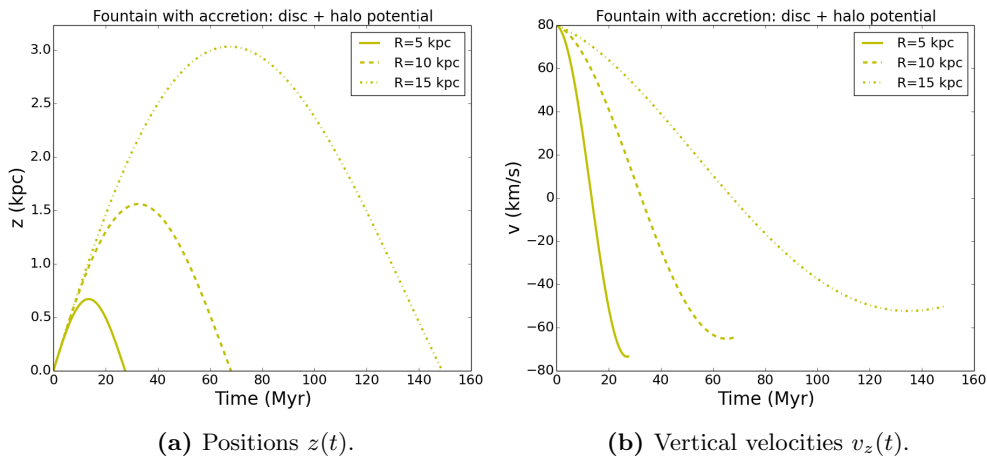 Fountain with accretion: disc + halo potential
R=5 kpc
R=10 kpc
R=15 kpc
3.0
2.5
2.0
1.5
1.0
0.5
0.0
z (kpc)
0 20 40 60 80 100 120 140 160
Time (Myr)
(a) Positions z(t).
Fountain with accretion: disc + halo potential
R=5 kpc
R=10 kpc
R=15 kpc
80
60
40
20
0
−20
−40
−60
−80
v (km/s)
0 20 40 60 80 100 120 140 160
Time (Myr)
(b) Vertical velocities v_z(t).